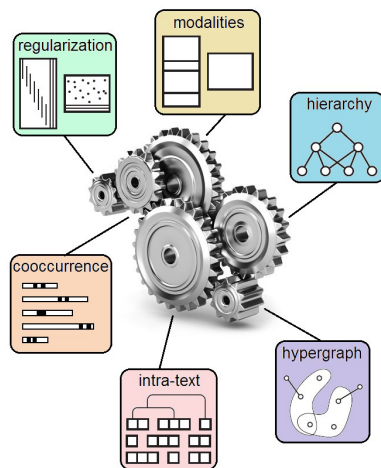 modalities
regularization
hierarchy
cooccurrence
hypergraph
intra-text